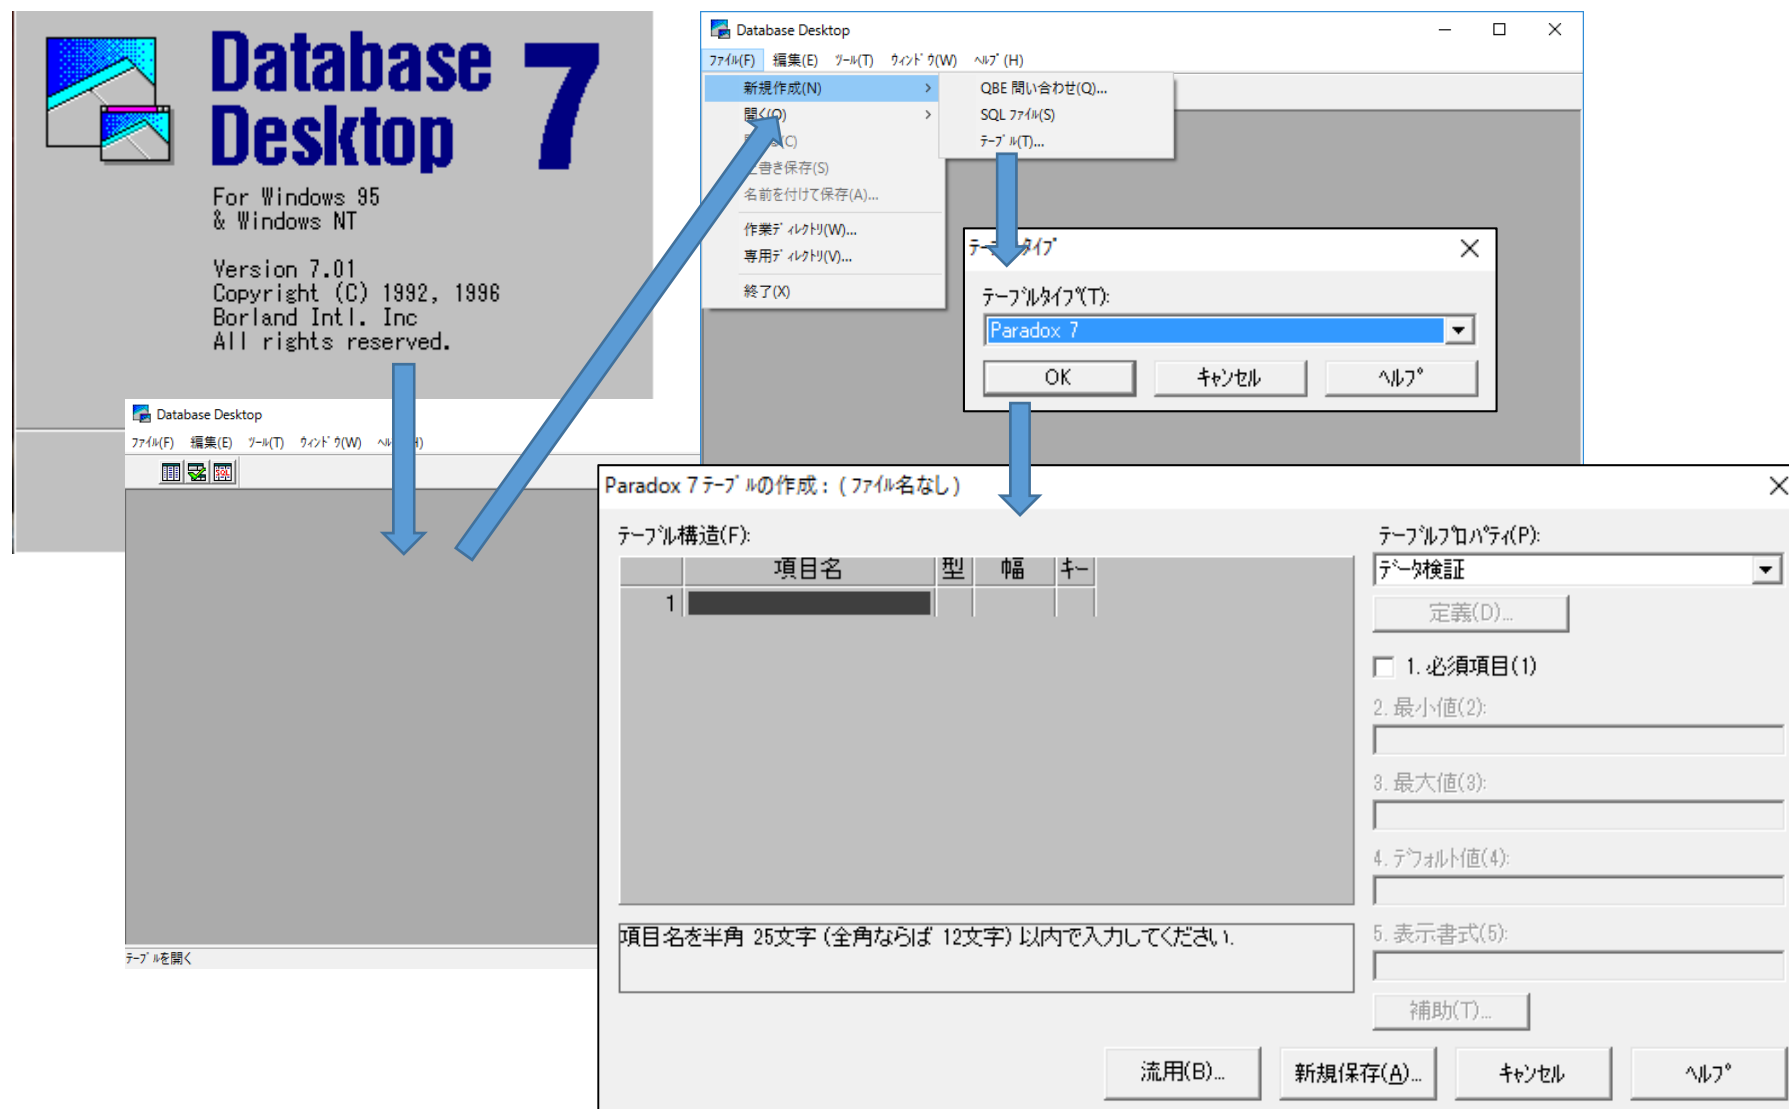 Database
Desktop
7
For Windows 95
& Windows NT
Version 7.01
Copyright (C) 1992, 1996
Borland Intl. Inc
All rights reserved.
Database Desktop
ﾌｧｲﾙ(F) 編集(E) ﾂｰﾙ(T) ｳｨﾝﾄﾞｳ(W)
SQL
ﾃｰﾌﾞﾙを開く
Database Desktop
ﾌｧｲﾙ(F) 編集(E) ﾂｰﾙ(T) ｳｨﾝﾄﾞｳ(W) ﾍﾙﾌﾟ(H)
新規作成(N)
開く(O)
(C)
書き保存(S)
名前を付けて保存(A)...
作業ﾃﾞｨﾚｸﾄﾘ(W)...
専用ﾃﾞｨﾚｸﾄﾘ(V)...
終了(X)
QBE 問い合わせ(Q)...
SQL ﾌｧｲﾙ(S)
ﾃｰﾌﾞﾙ(T)...
ﾀｲﾌﾟ
ﾃｰﾌﾞﾙﾀｲﾌﾟ(T):
Paradox 7
OK ｷｬﾝｾﾙ ﾍﾙﾌﾟ
Paradox 7 ﾃｰﾌﾞﾙの作成 : ( ﾌｧｲﾙ名なし )
ﾃｰﾌﾞﾙ構造(F):
項目名 型 幅 ｷｰ
1
項目名を半角 25文字 (全角ならば 12文字) 以内で入力してください.
ﾃｰﾌﾞﾙﾌﾟﾛﾊﾟﾃｨ(P):
ﾃﾞｰﾀ検証
定義(D)...
1. 必須項目(1)
2. 最小値(2):
3. 最大値(3):
4. ﾃﾞﾌｫﾙﾄ値(4):
5. 表示書式(5):
補助(T)...
流用(B)... 新規保存(A)... ｷｬﾝｾﾙ ﾍﾙﾌﾟ